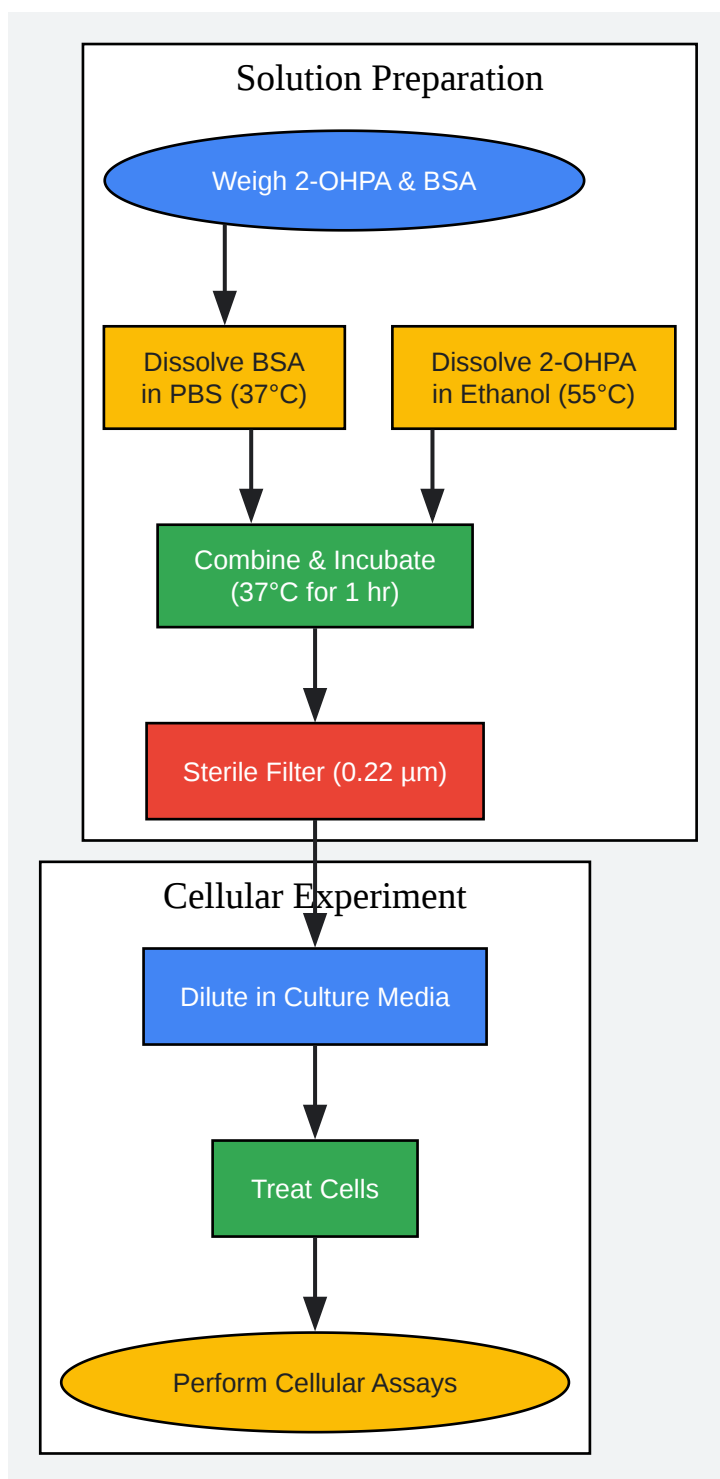 Solution Preparation
Weigh 2-OHPA & BSA
Dissolve BSA
in PBS (37°C)
Dissolve 2-OHPA
in Ethanol (55°C)
Combine & Incubate
(37°C for 1 hr)
Sterile Filter (0.22 µm)
Cellular Experiment
Dilute in Culture Media
Treat Cells
Perform Cellular Assays